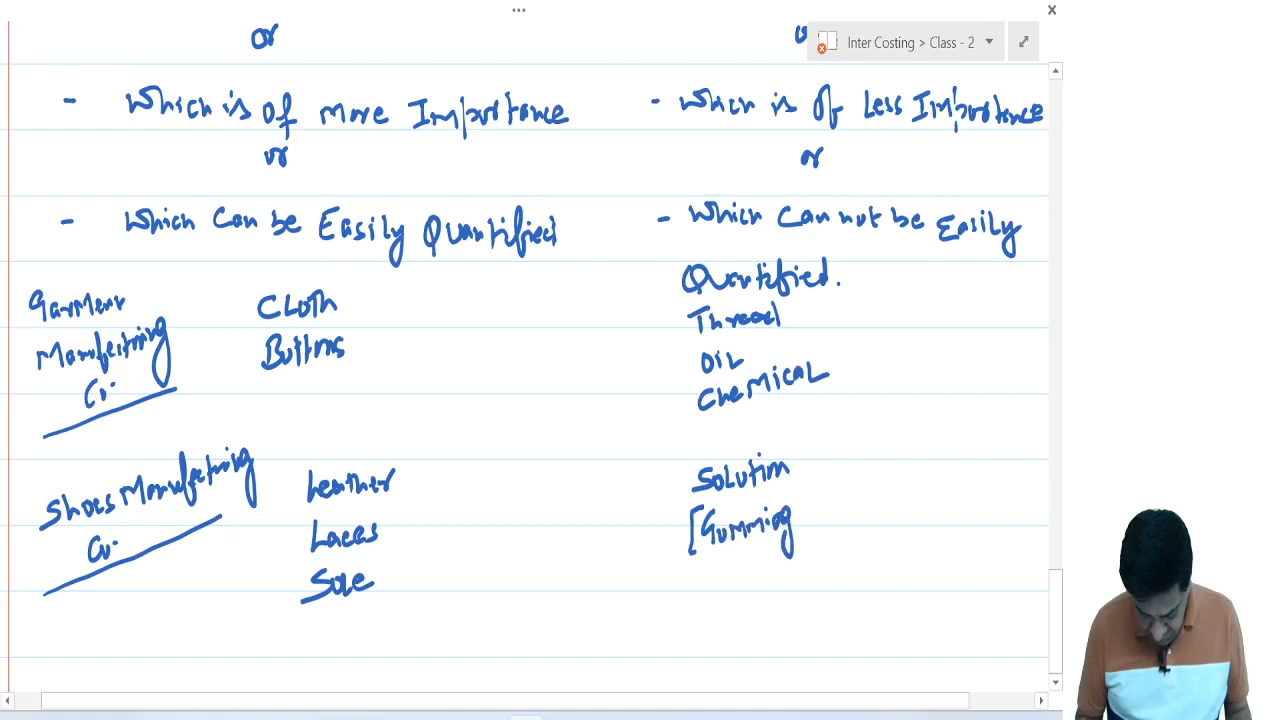 Inter Costing > Class - 2
or
- Which is of More Importance
- Which is Of Less Importance
or
or
- Which Can be Easily Quantified
- Which Can not be Easily
Quantified.
Garment
Manufectring
Co.
Cloth
Buttons
Thread
Oil
Chemical
Shoes Manufectring
Co.
Leather
Laces
Sole
Solution
[Gumming